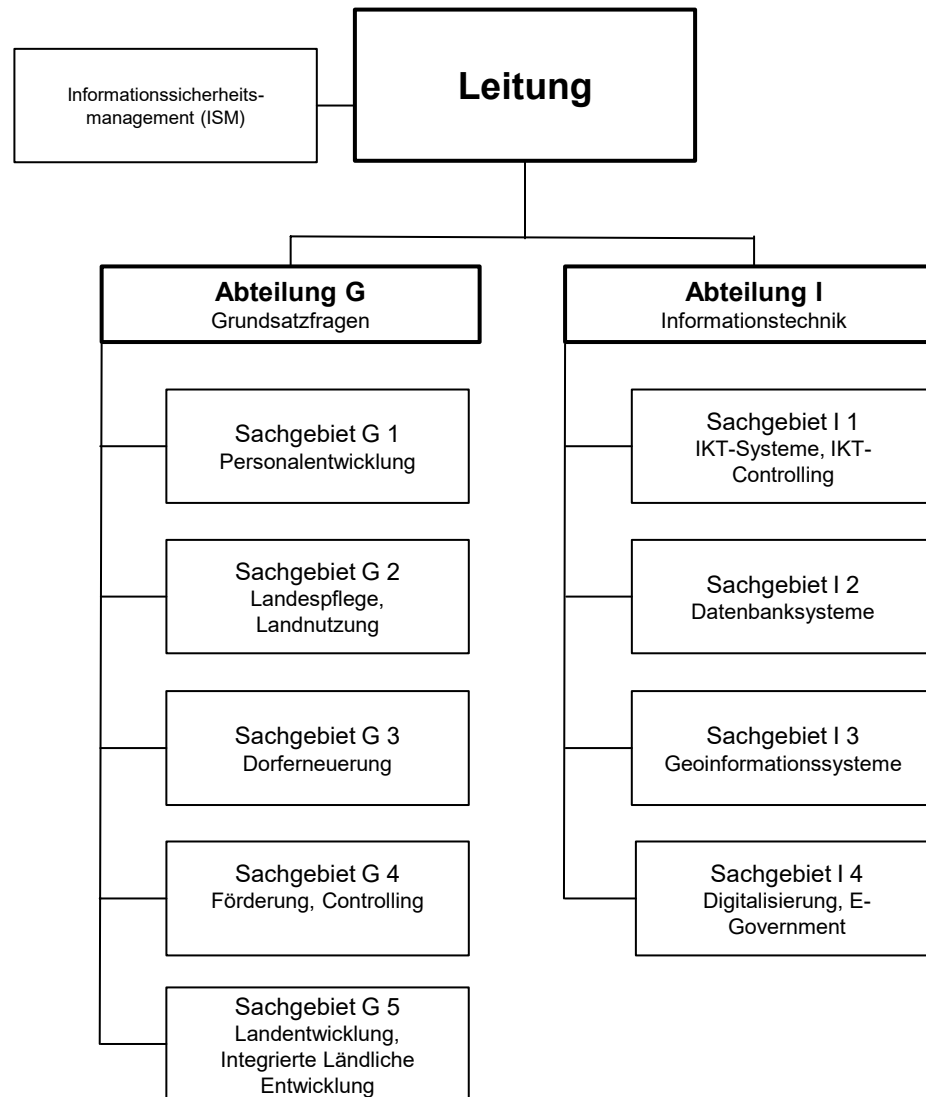 Informationssicherheits-
management (ISM)
Leitung
Abteilung G
Grundsatzfragen
Sachgebiet G 1
Personalentwicklung
Sachgebiet G 2
Landespflege,
Landnutzung
Sachgebiet G 3
Dorferneuerung
Sachgebiet G 4
Förderung, Controlling
Sachgebiet G 5
Landentwicklung,
Integrierte Ländliche
Entwicklung
Abteilung I
Informationstechnik
Sachgebiet I 1
IKT-Systeme, IKT-
Controlling
Sachgebiet I 2
Datenbanksysteme
Sachgebiet I 3
Geoinformationssysteme
Sachgebiet I 4
Digitalisierung, E-
Government